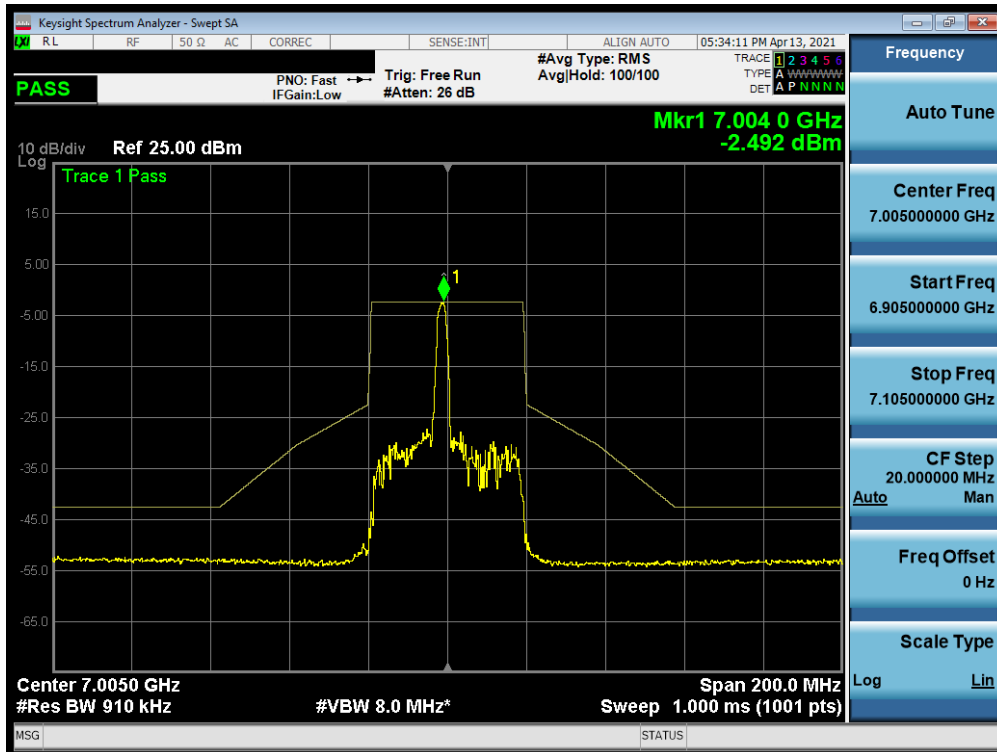 Keysight Spectrum Analyzer - Swept SA
LXI RL RF 50 Ω AC CORREC SENSE:INT ALIGN AUTO 05:34:11 PM Apr 13, 2021
Frequency
#Avg Type: RMS TRACE 1 2 3 4 5 6
PNO: Fast Trig: Free Run Avg|Hold: 100/100 TYPE A WWWWW
PASS IFGain:Low #Atten: 26 dB DET A P N N N N
Auto Tune
Mkr1 7.004 0 GHz
10 dB/div Ref 25.00 dBm -2.492 dBm
Log
Trace 1 Pass
Center Freq
7.005000000 GHz
15.0
5.00
1
Start Freq
6.905000000 GHz
-5.00
-15.0
Stop Freq
7.105000000 GHz
-25.0
-35.0
CF Step
20.000000 MHz
Auto Man
-45.0
-55.0
Freq Offset
0 Hz
-65.0
Scale Type
Log Lin
Center 7.0050 GHz Span 200.0 MHz
#Res BW 910 kHz #VBW 8.0 MHz* Sweep 1.000 ms (1001 pts)
MSG STATUS